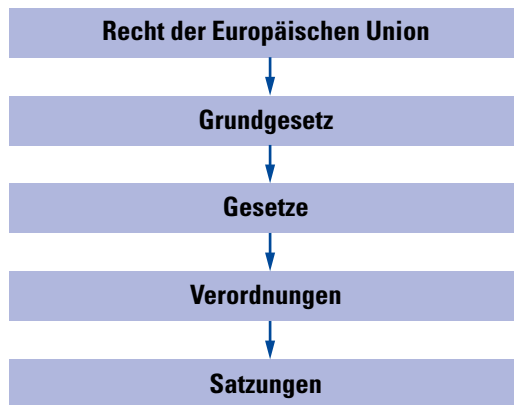 Recht der Europäischen Union
Grundgesetz
Gesetze
Verordnungen
Satzungen